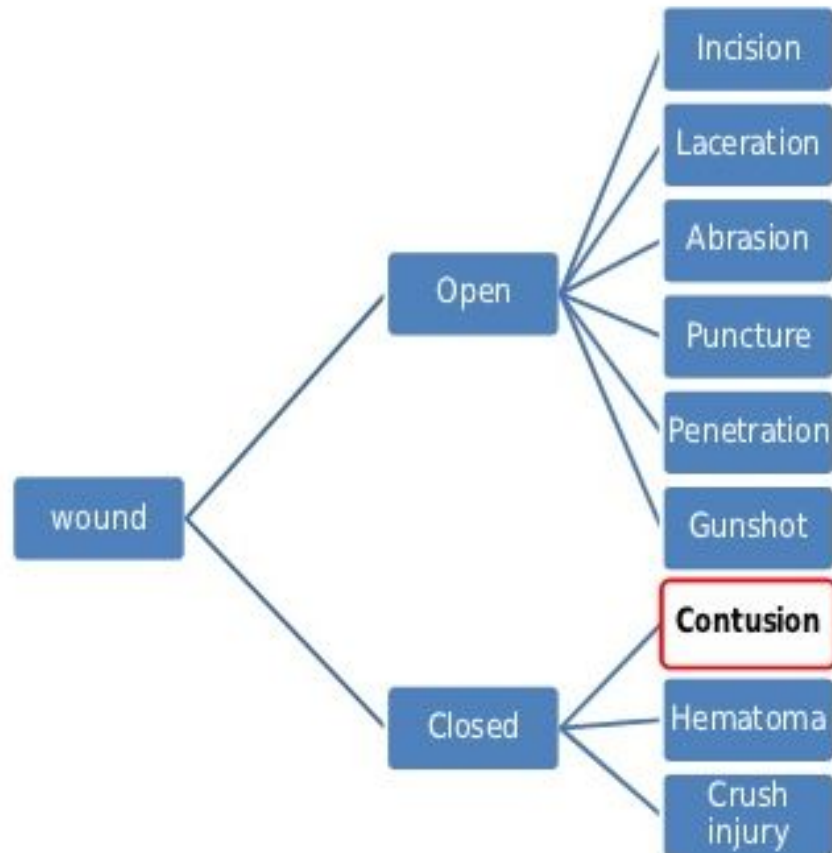 Incision
Laceration
Abrasion
Open
Puncture
Penetration
wound
Gunshot
Contusion
Closed
Hematoma
Crush
injury